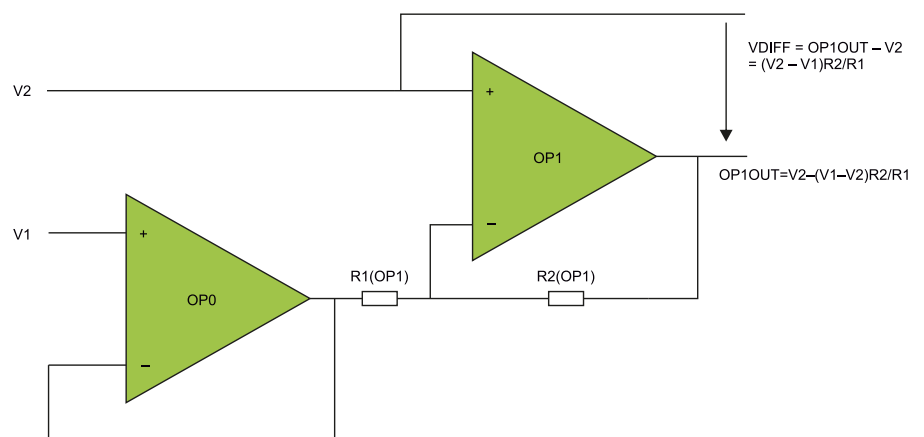 VDIFF = OP1OUT – V2
= (V2 – V1)R2/R1
V2
+
OP1
–
OP1OUT=V2–(V1–V2)R2/R1
V1
+
R1(OP1)
R2(OP1)
OP0
–